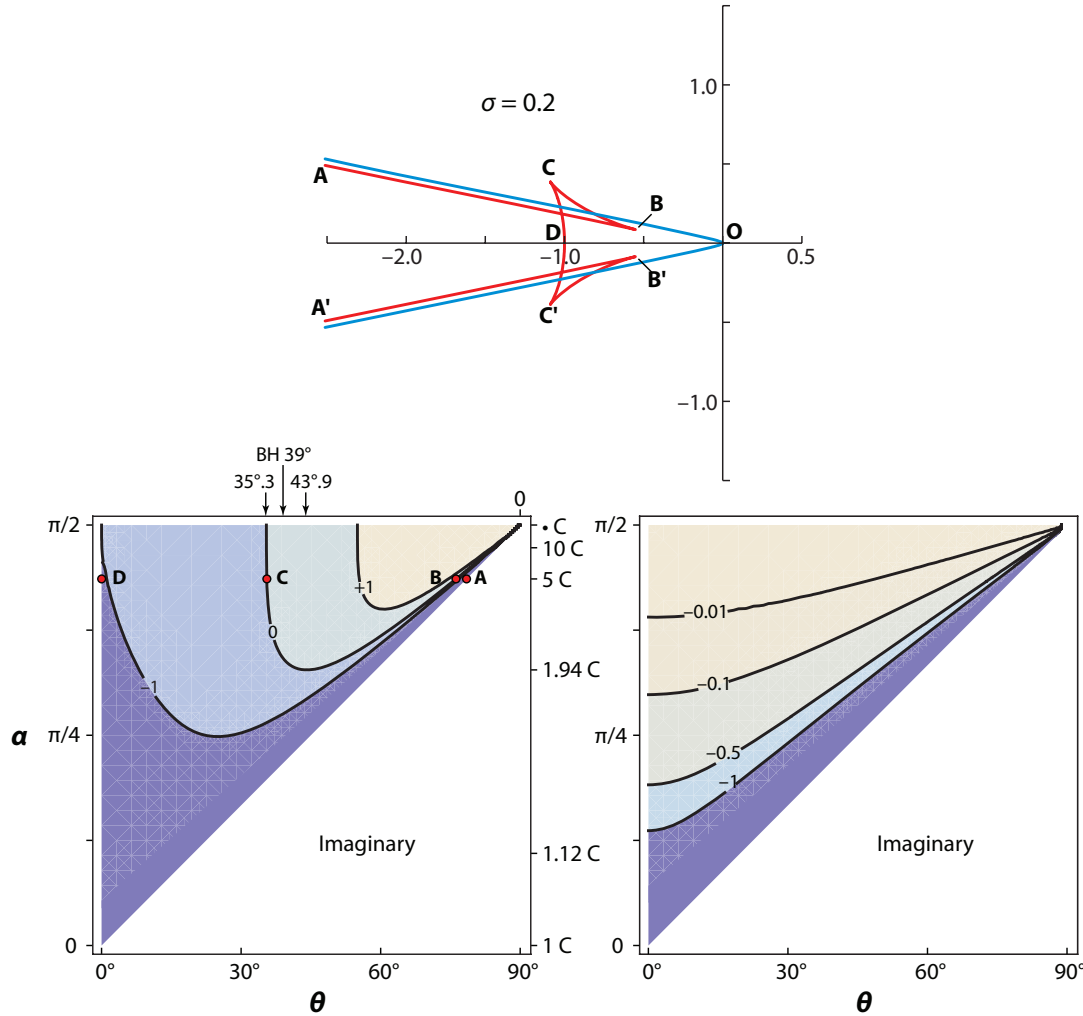 1.0
σ = 0.2
C
A
B
D
O
−2.0
−1.0
0.5
B'
A'
C'
−1.0
BH 39°
35°.3
43°.9
0
π/2
• C
10 C
D
C
B
A
5 C
+1
0
1.94 C
−1
α
π/4
Imaginary
1.12 C
0
1 C
0°
30°
60°
90°
θ
π/2
−0.01
−0.1
π/4
−0.5
−1
Imaginary
0
0°
30°
60°
90°
θ